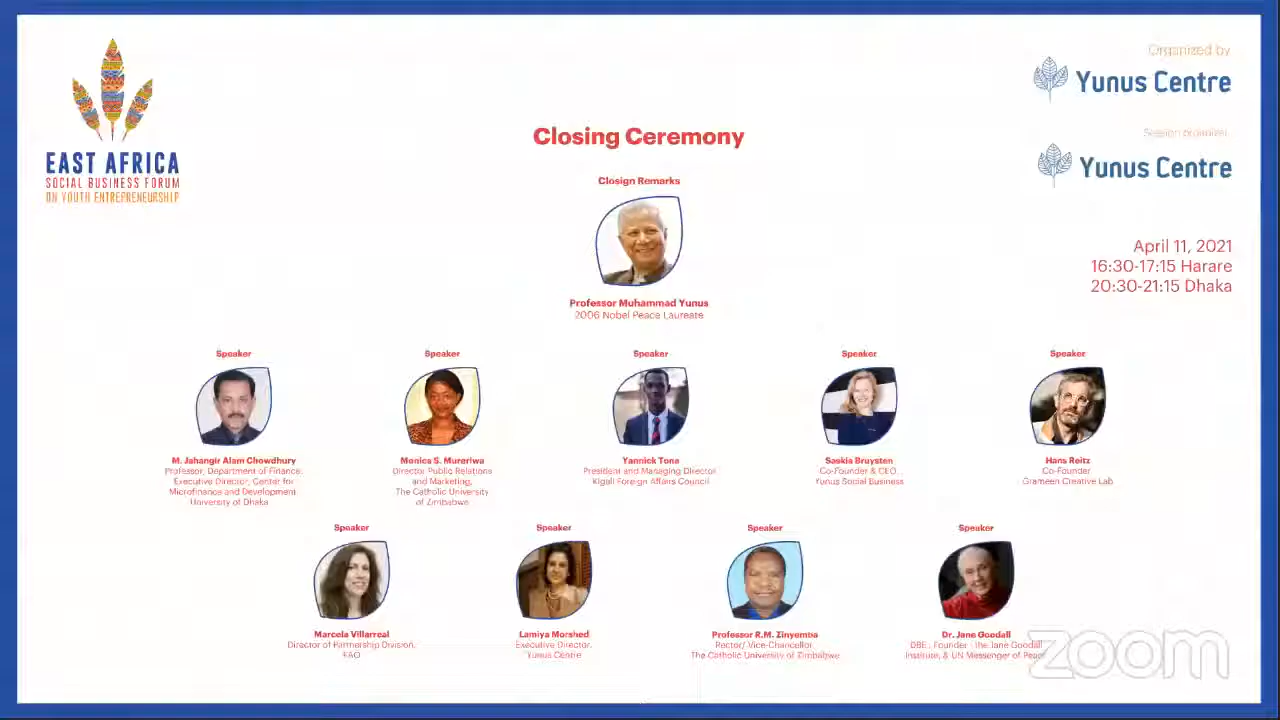 EAST AFRICA
SOCIAL BUSINESS FORUM
ON YOUTH ENTREPRENEURSHIP
Organized by
Yunus Centre
Session organizer
Yunus Centre
April 11, 2021
16:30-17:15 Harare
20:30-21:15 Dhaka
Closing Ceremony
Closign Remarks
Professor Muhammad Yunus
2006 Nobel Peace Laureate
Speaker
M. Jahangir Alam Chowdhury
Professor, Department of Finance,
Executive Director, Center for
Microfinance and Development
University of Dhaka
Speaker
Monica S. Mureriwa
Director Public Relations
and Marketing,
The Catholic University
of Zimbabwe
Speaker
Yannick Tona
President and Managing Director
Kigali Foreign Affairs Council
Speaker
Saskia Bruysten
Co-Founder & CEO,
Yunus Social Business
Speaker
Hans Reitz
Co-Founder
Grameen Creative Lab
Speaker
Marcela Villarreal
Director of Partnership Division,
FAO
Speaker
Lamiya Morshed
Executive Director,
Yunus Centre
Speaker
Professor R.M. Zinyemba
Rector/ Vice-Chancellor,
The Catholic University of Zimbabwe
Speaker
Dr. Jane Goodall
DBE , Founder - the Jane Goodall
Institute, & UN Messenger of Peace
zoom